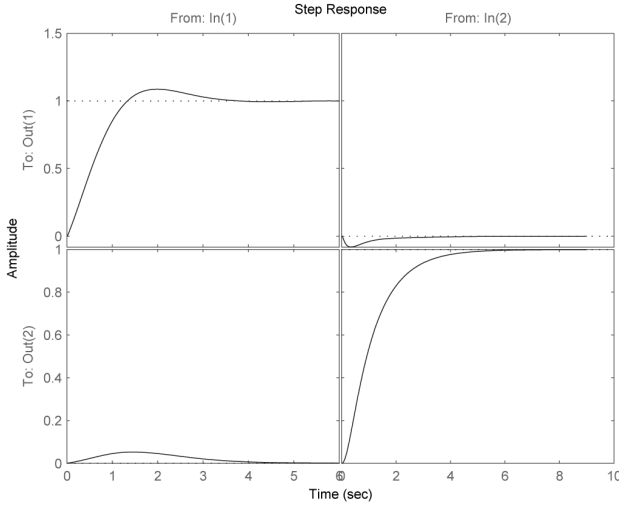 Step Response
From: In(1) From: In(2)
Amplitude
To: Out(1)
1.5
1
0.5
0
To: Out(2)
1
0.8
0.6
0.4
0.2
0
0 1 2 3 4 5 6
0 2 4 6 8 10
Time (sec)